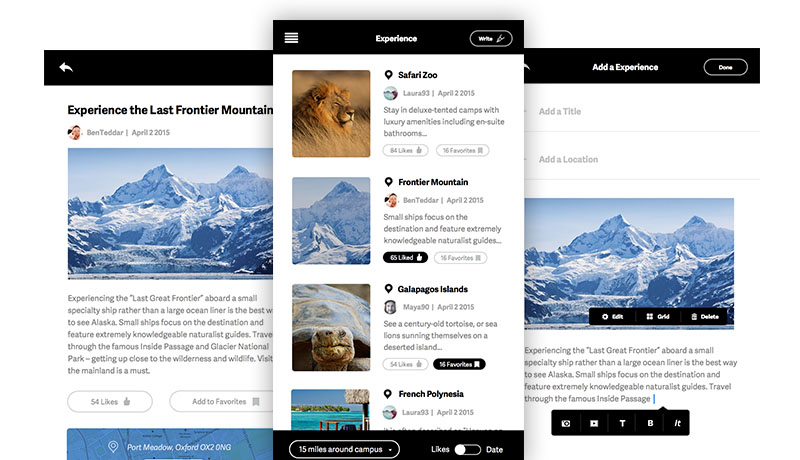 Experience the Last Frontier Mountain
BenTeddar | April 2 2015
Experiencing the "Last Great Frontier" aboard a small
specialty ship rather than a large ocean liner is the best w
to see Alaska. Small ships focus on the destination and
feature extremely knowledgeable naturalist guides. Travel
through the famous Inside Passage and Glacier National
Park – getting up close to the wilderness and wildlife. Visit
the mainland is a must.
54 Likes
Add to Favorites
Port Meadow, Oxford OX2 0NG
Experience
Write
Safari Zoo
Laura93 | April 2 2015
Stay in deluxe-tented camps with
luxury amenities including en-suite
bathrooms...
84 Likes
16 Favorites
Frontier Mountain
BenTeddar | April 2 2015
Small ships focus on the
destination and feature extremely
knowledgeable naturalist guides...
65 Liked
16 Favorites
Galapagos Islands
Maya90 | April 2 2015
See a century-old tortoise, or sea
lions sunning themselves on a
deserted island...
54 Likes
16 Favorites
French Polynesia
Laura93 | April 2 2015
15 miles around campus
Likes
Date
Add a Experience
Done
Add a Title
Add a Location
Edit
Grid
Delete
Experiencing the "Last Great Frontier" aboard a small
specialty ship rather than a large ocean liner is the best way
to see Alaska. Small ships focus on the destination and
feature extremely knowledgeable naturalist guides. Travel
through the famous Inside Passage
T
B
It